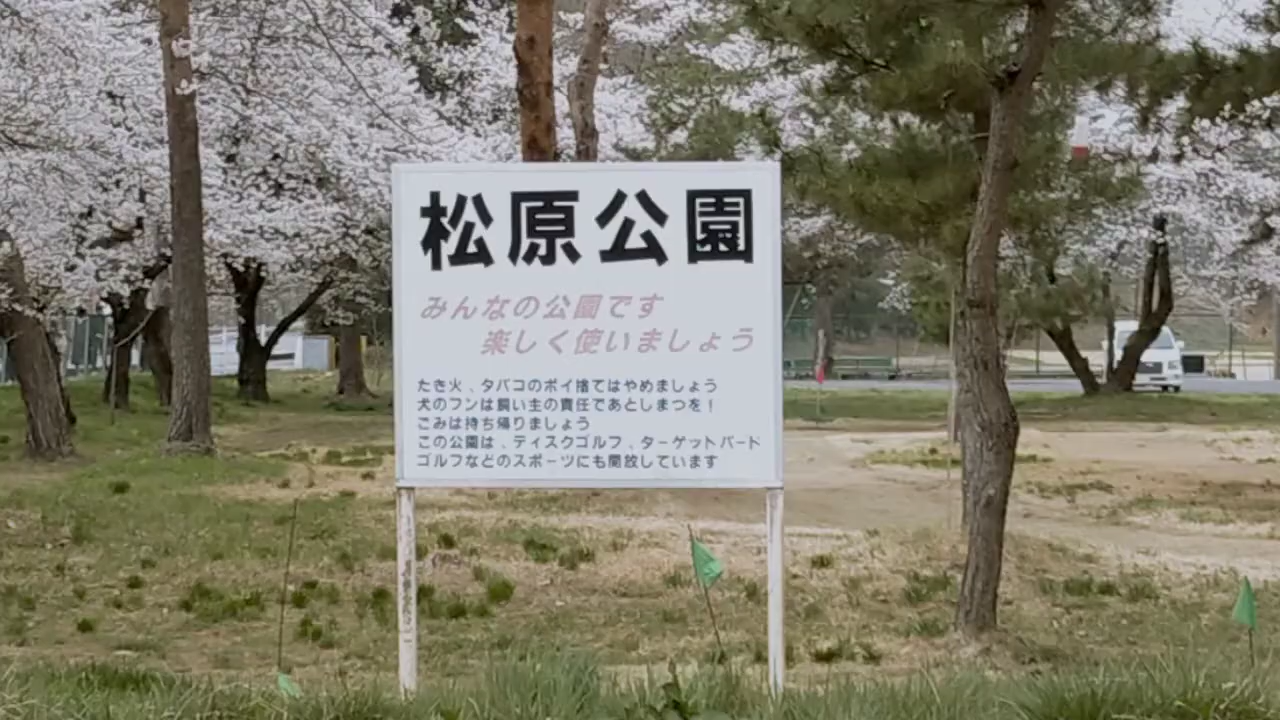 松原公園
みんなの公園です
楽しく使いましょう
たき火、タバコのポイ捨てはやめましょう
犬のフンは飼い主の責任であとしまつを！
ごみは持ち帰りましょう
この公園は、ディスクゴルフ、ターゲットバード
ゴルフなどのスポーツにも開放しています